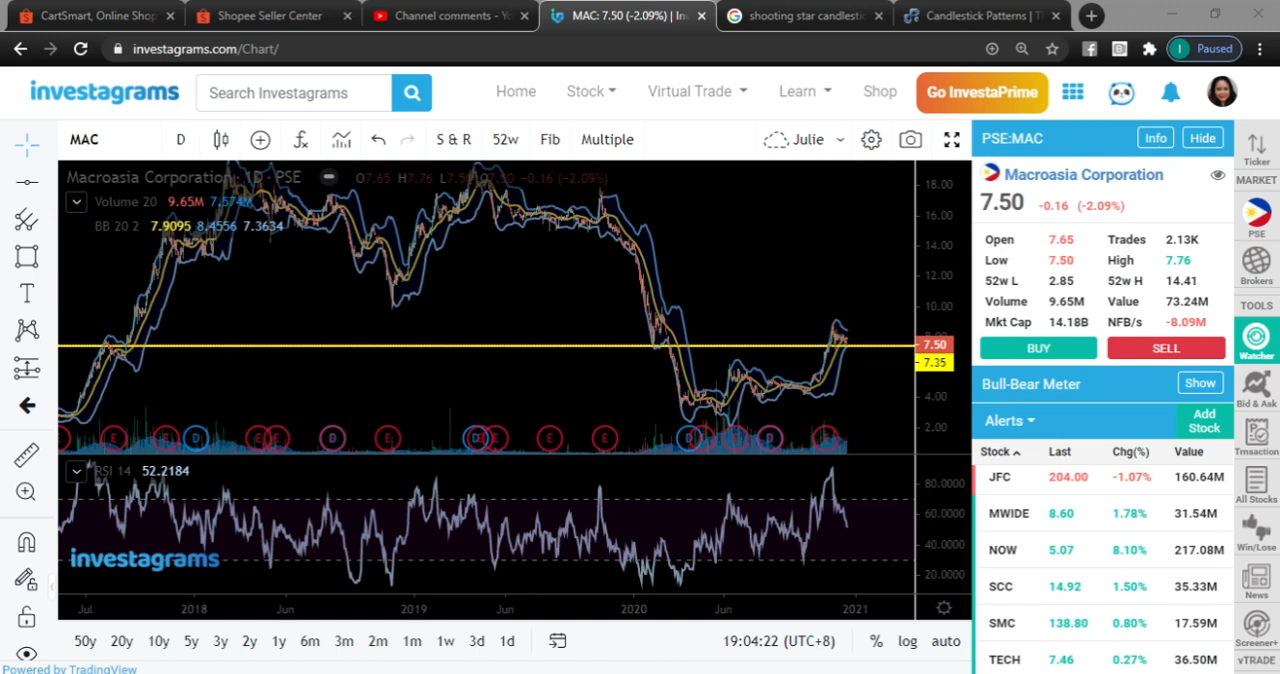 CartSmart, Online Shop
Shopee Seller Center
Channel comments - Yo
MAC: 7.50 (-2.09%) | In
shooting star candlesti
Candlestick Patterns | T
investagrams.com/Chart/
Paused
investagrams
Search Investagrams
Home
Stock
Virtual Trade
Learn
Shop
Go InvestaPrime
MAC
D
S & R
52w
Fib
Multiple
Julie
Macroasia Corporation, 1D, PSE
O7.65 H7.76 L7.50 C7.50 -0.16 (-2.09%)
Volume 20 9.65M 7.574M
BB 20 2 7.9095 8.4556 7.3634
18.00
16.00
14.00
12.00
10.00
8.00
7.50
7.35
4.00
2.00
E E E D E E D E D E E E E D E D E
RSI 14 52.2184
80.0000
60.0000
40.0000
20.0000
investagrams
Jul 2018 Jun 2019 Jun 2020 Jun 2021
50y 20y 10y 5y 3y 2y 1y 6m 3m 2m 1m 1w 3d 1d
19:04:22 (UTC+8)
% log auto
Powered by TradingView
PSE:MAC
Info
Hide
Macroasia Corporation
7.50 -0.16 (-2.09%)
Open 7.65 Trades 2.13K
Low 7.50 High 7.76
52w L 2.85 52w H 14.41
Volume 9.65M Value 73.24M
Mkt Cap 14.18B NFB/s -8.09M
BUY
SELL
Bull-Bear Meter
Show
Alerts
Add
Stock
Stock Last Chg(%) Value
JFC 204.00 -1.07% 160.64M
MWIDE 8.60 1.78% 31.54M
NOW 5.07 8.10% 217.08M
SCC 14.92 1.50% 35.33M
SMC 138.80 0.80% 17.59M
TECH 7.46 0.27% 36.50M
Ticker
MARKET
PSE
Brokers
TOOLS
Watcher
Bid & Ask
Trnsaction
All Stocks
Win/Lose
News
Screener+
vTRADE